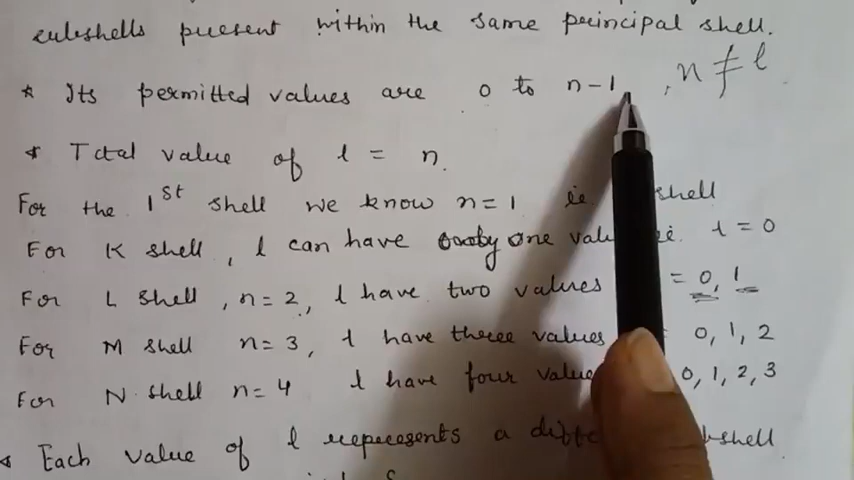 subshells present within the same principal shell.
* Its permitted values are 0 to n-1, n ≠ l
* Total value of l = n.
For the 1st shell we know n=1 ie shell
For K shell, l can have only one value ie. l = 0
For L shell, n=2, l have two values = 0, 1
For M shell n=3, l have three values 0, 1, 2
For N shell n=4 l have four value 0, 1, 2, 3
* Each value of l represents a